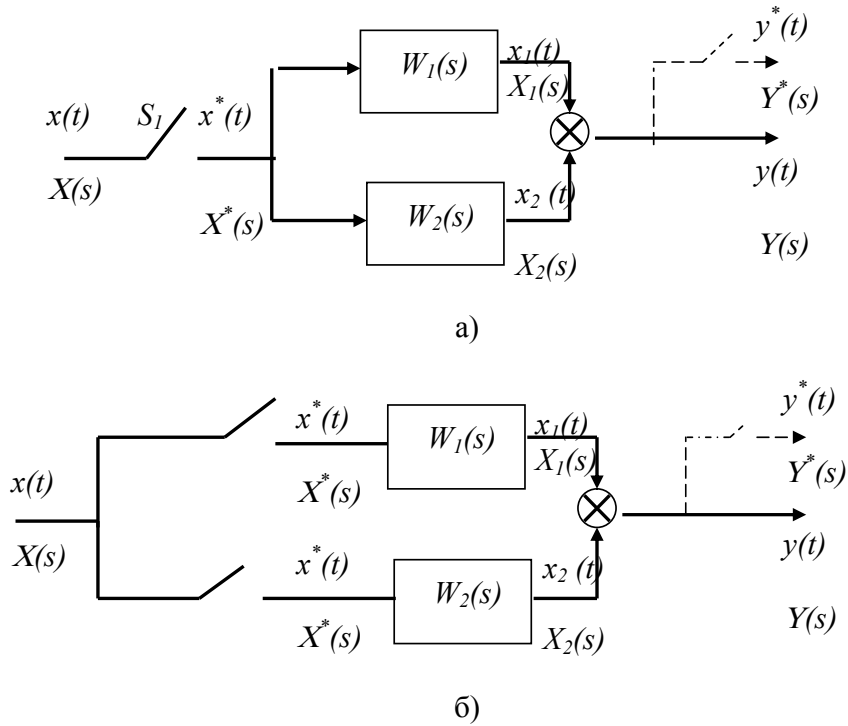 y*(t)
W₁(s)
x₁(t)
X₁(s)
Y*(s)
x(t)
S₁
x*(t)
y(t)
X(s)
X*(s)
W₂(s)
x₂ (t)
X₂(s)
Y(s)
а)
x*(t)
W₁(s)
x₁(t)
y*(t)
X*(s)
X₁(s)
Y*(s)
x(t)
X(s)
y(t)
x*(t)
W₂(s)
x₂ (t)
X*(s)
X₂(s)
Y(s)
б)